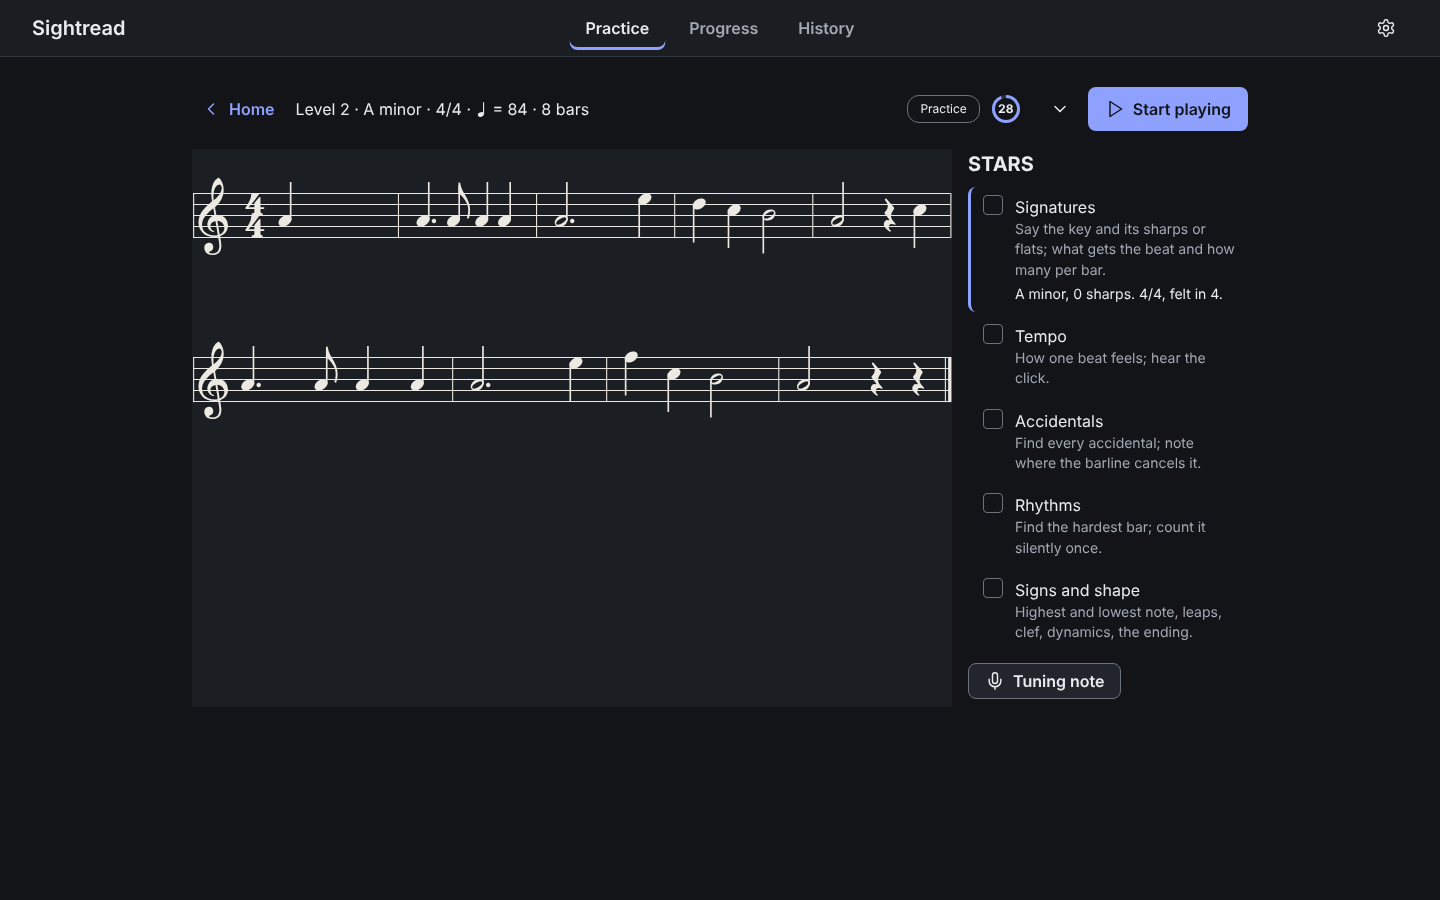 Sightread
Practice
Progress
History
Home
Level 2 · A minor · 4/4 · ♩ = 84 · 8 bars
Practice
28
Start playing
STARS
Signatures
Say the key and its sharps or
flats; what gets the beat and how
many per bar.
A minor, 0 sharps. 4/4, felt in 4.
Tempo
How one beat feels; hear the
click.
Accidentals
Find every accidental; note
where the barline cancels it.
Rhythms
Find the hardest bar; count it
silently once.
Signs and shape
Highest and lowest note, leaps,
clef, dynamics, the ending.
Tuning note
4
4